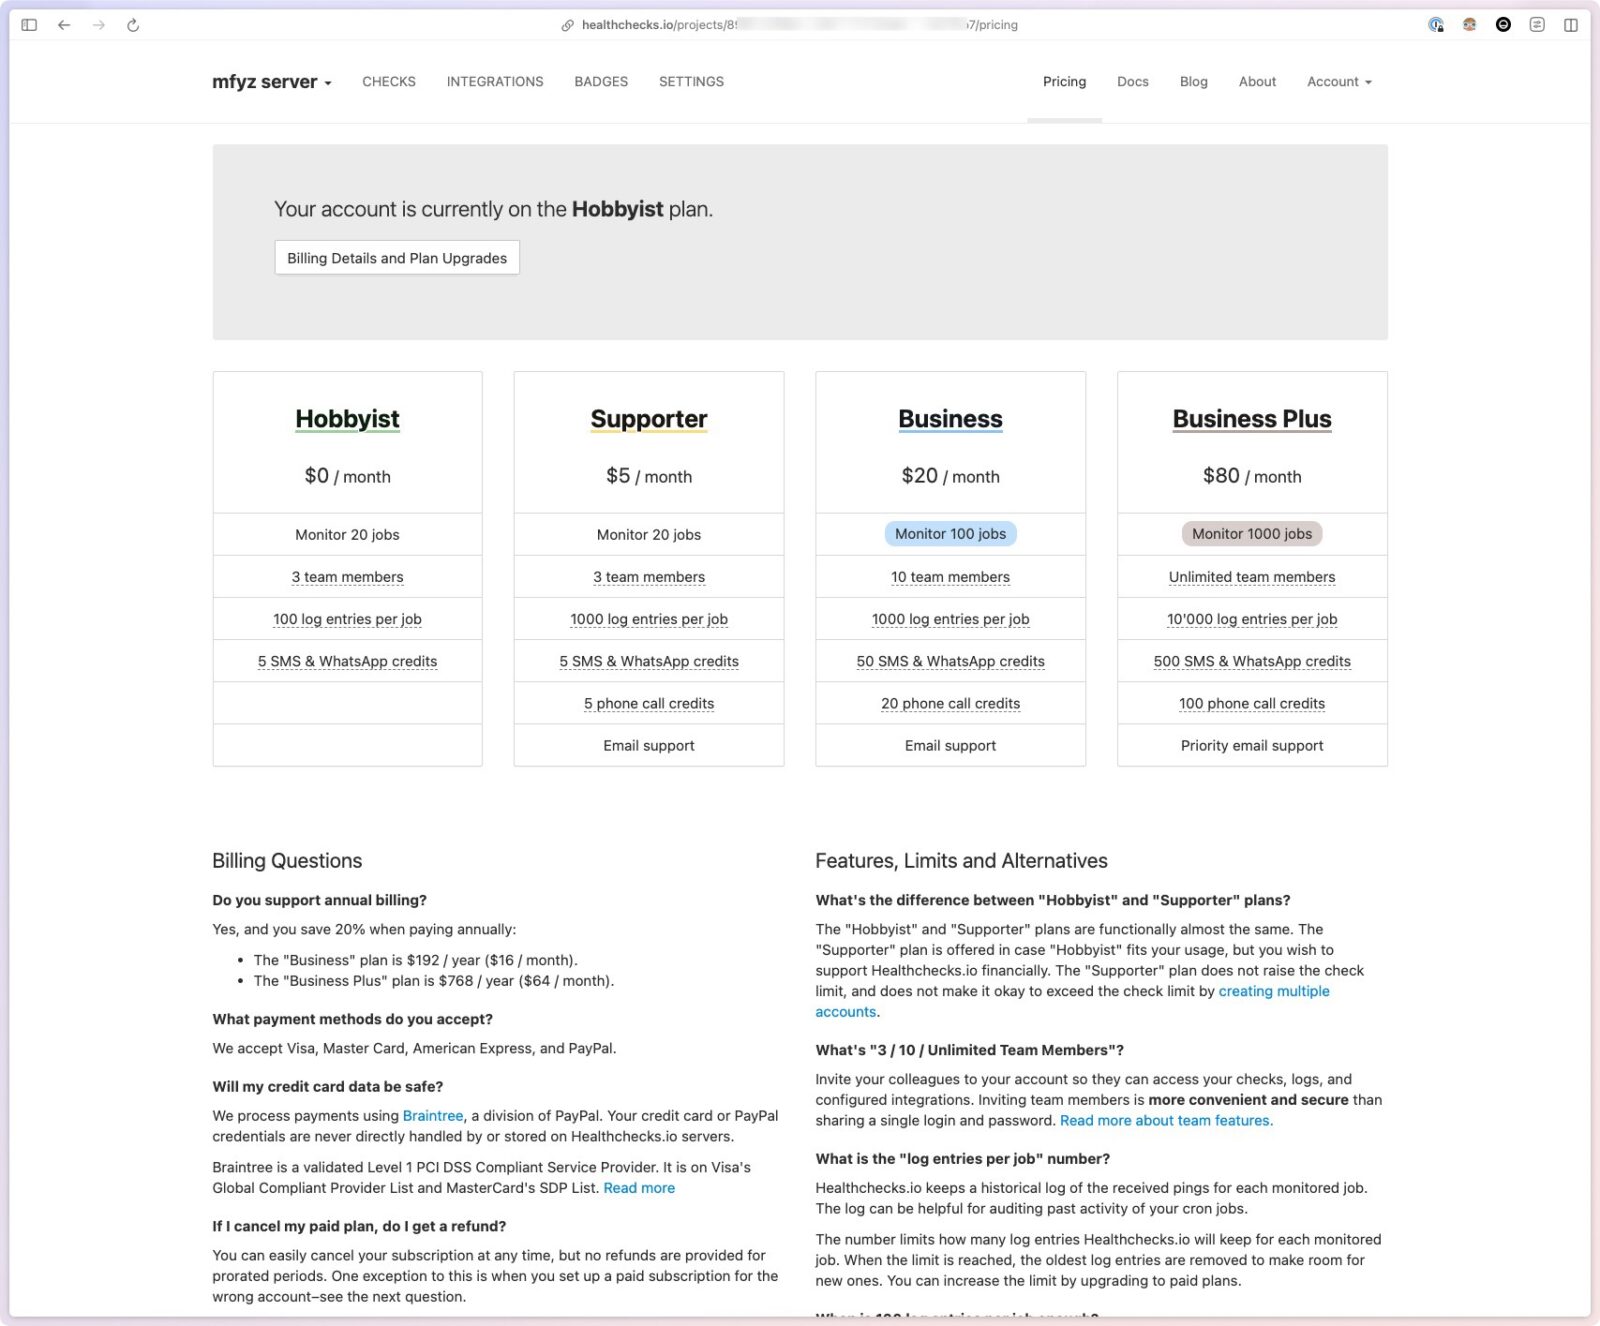 healthchecks.io/projects/89 7/pricing
mfyz server CHECKS INTEGRATIONS BADGES SETTINGS Pricing Docs Blog About Account
Your account is currently on the Hobbyist plan.
Billing Details and Plan Upgrades
Hobbyist
$0 / month
Monitor 20 jobs
3 team members
100 log entries per job
5 SMS & WhatsApp credits
Supporter
$5 / month
Monitor 20 jobs
3 team members
1000 log entries per job
5 SMS & WhatsApp credits
5 phone call credits
Email support
Business
$20 / month
Monitor 100 jobs
10 team members
1000 log entries per job
50 SMS & WhatsApp credits
20 phone call credits
Email support
Business Plus
$80 / month
Monitor 1000 jobs
Unlimited team members
10'000 log entries per job
500 SMS & WhatsApp credits
100 phone call credits
Priority email support
Billing Questions
Do you support annual billing?
Yes, and you save 20% when paying annually:
• The "Business" plan is $192 / year ($16 / month).
• The "Business Plus" plan is $768 / year ($64 / month).
What payment methods do you accept?
We accept Visa, Master Card, American Express, and PayPal.
Will my credit card data be safe?
We process payments using Braintree, a division of PayPal. Your credit card or PayPal
credentials are never directly handled by or stored on Healthchecks.io servers.
Braintree is a validated Level 1 PCI DSS Compliant Service Provider. It is on Visa's
Global Compliant Provider List and MasterCard's SDP List. Read more
If I cancel my paid plan, do I get a refund?
You can easily cancel your subscription at any time, but no refunds are provided for
prorated periods. One exception to this is when you set up a paid subscription for the
wrong account–see the next question.
Features, Limits and Alternatives
What's the difference between "Hobbyist" and "Supporter" plans?
The "Hobbyist" and "Supporter" plans are functionally almost the same. The
"Supporter" plan is offered in case "Hobbyist" fits your usage, but you wish to
support Healthchecks.io financially. The "Supporter" plan does not raise the check
limit, and does not make it okay to exceed the check limit by creating multiple
accounts.
What's "3 / 10 / Unlimited Team Members"?
Invite your colleagues to your account so they can access your checks, logs, and
configured integrations. Inviting team members is more convenient and secure than
sharing a single login and password. Read more about team features.
What is the "log entries per job" number?
Healthchecks.io keeps a historical log of the received pings for each monitored job.
The log can be helpful for auditing past activity of your cron jobs.
The number limits how many log entries Healthchecks.io will keep for each monitored
job. When the limit is reached, the oldest log entries are removed to make room for
new ones. You can increase the limit by upgrading to paid plans.